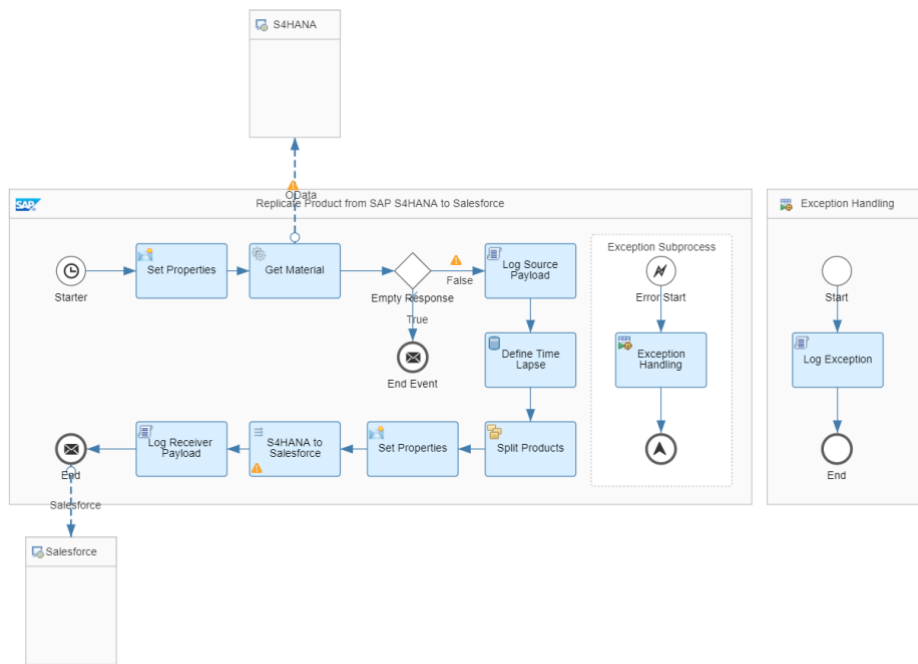 S4HANA
OData
SAP
Replicate Product from SAP S4HANA to Salesforce
Exception Handling
Starter
Set Properties
Get Material
Empty Response
False
True
End Event
Log Source
Payload
Define Time
Lapse
Split Products
Set Properties
S4HANA to
Salesforce
Log Receiver
Payload
End
Salesforce
Salesforce
Exception Subprocess
Error Start
Exception
Handling
Start
Log Exception
End